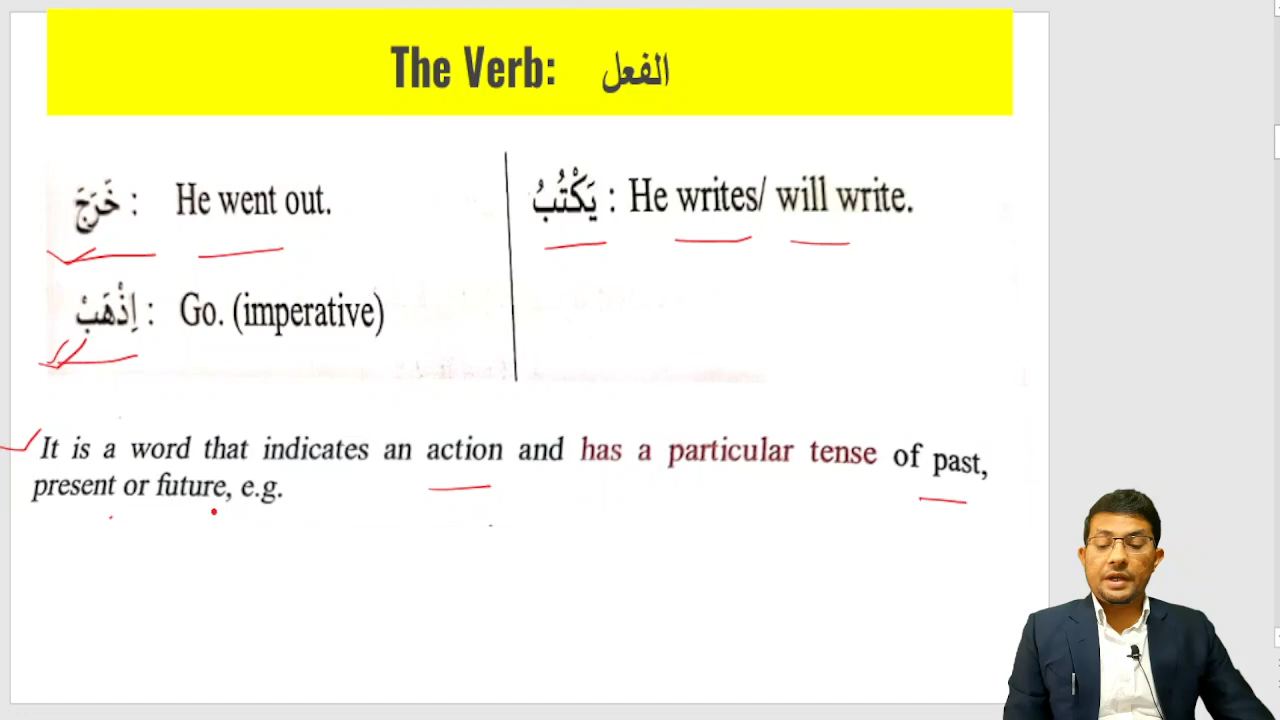 The Verb: الفعل
خَرَجَ : He went out.
يَكْتُبُ : He writes/ will write.
اِذْهَبْ : Go. (imperative)
It is a word that indicates an action and has a particular tense of past,
present or future, e.g.